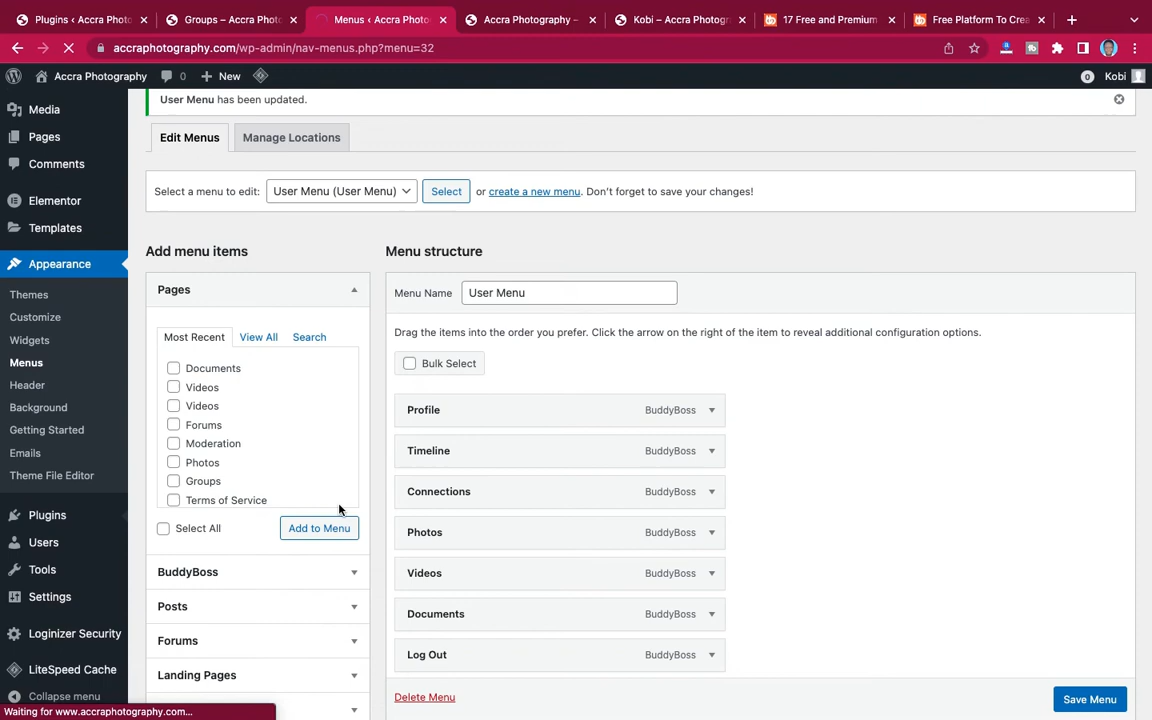 Plugins ‹ Accra Photo
Groups – Accra Photo
Menus ‹ Accra Photo
Accra Photography –
Kobi – Accra Photogra
17 Free and Premium
Free Platform To Crea
accraphotography.com/wp-admin/nav-menus.php?menu=32
Accra Photography
0
New
0
Kobi
Media
Pages
Comments
Elementor
Templates
Appearance
Themes
Customize
Widgets
Menus
Header
Background
Getting Started
Emails
Theme File Editor
Plugins
Users
Tools
Settings
Loginizer Security
LiteSpeed Cache
Collapse menu
Waiting for www.accraphotography.com...
User Menu has been updated.
Edit Menus
Manage Locations
Select a menu to edit:
User Menu (User Menu)
Select
or create a new menu. Don't forget to save your changes!
Add menu items
Pages
Most Recent
View All
Search
Documents
Videos
Videos
Forums
Moderation
Photos
Groups
Terms of Service
Select All
Add to Menu
BuddyBoss
Posts
Forums
Landing Pages
Menu structure
Menu Name
User Menu
Drag the items into the order you prefer. Click the arrow on the right of the item to reveal additional configuration options.
Bulk Select
Profile BuddyBoss
Timeline BuddyBoss
Connections BuddyBoss
Photos BuddyBoss
Videos BuddyBoss
Documents BuddyBoss
Log Out BuddyBoss
Delete Menu
Save Menu